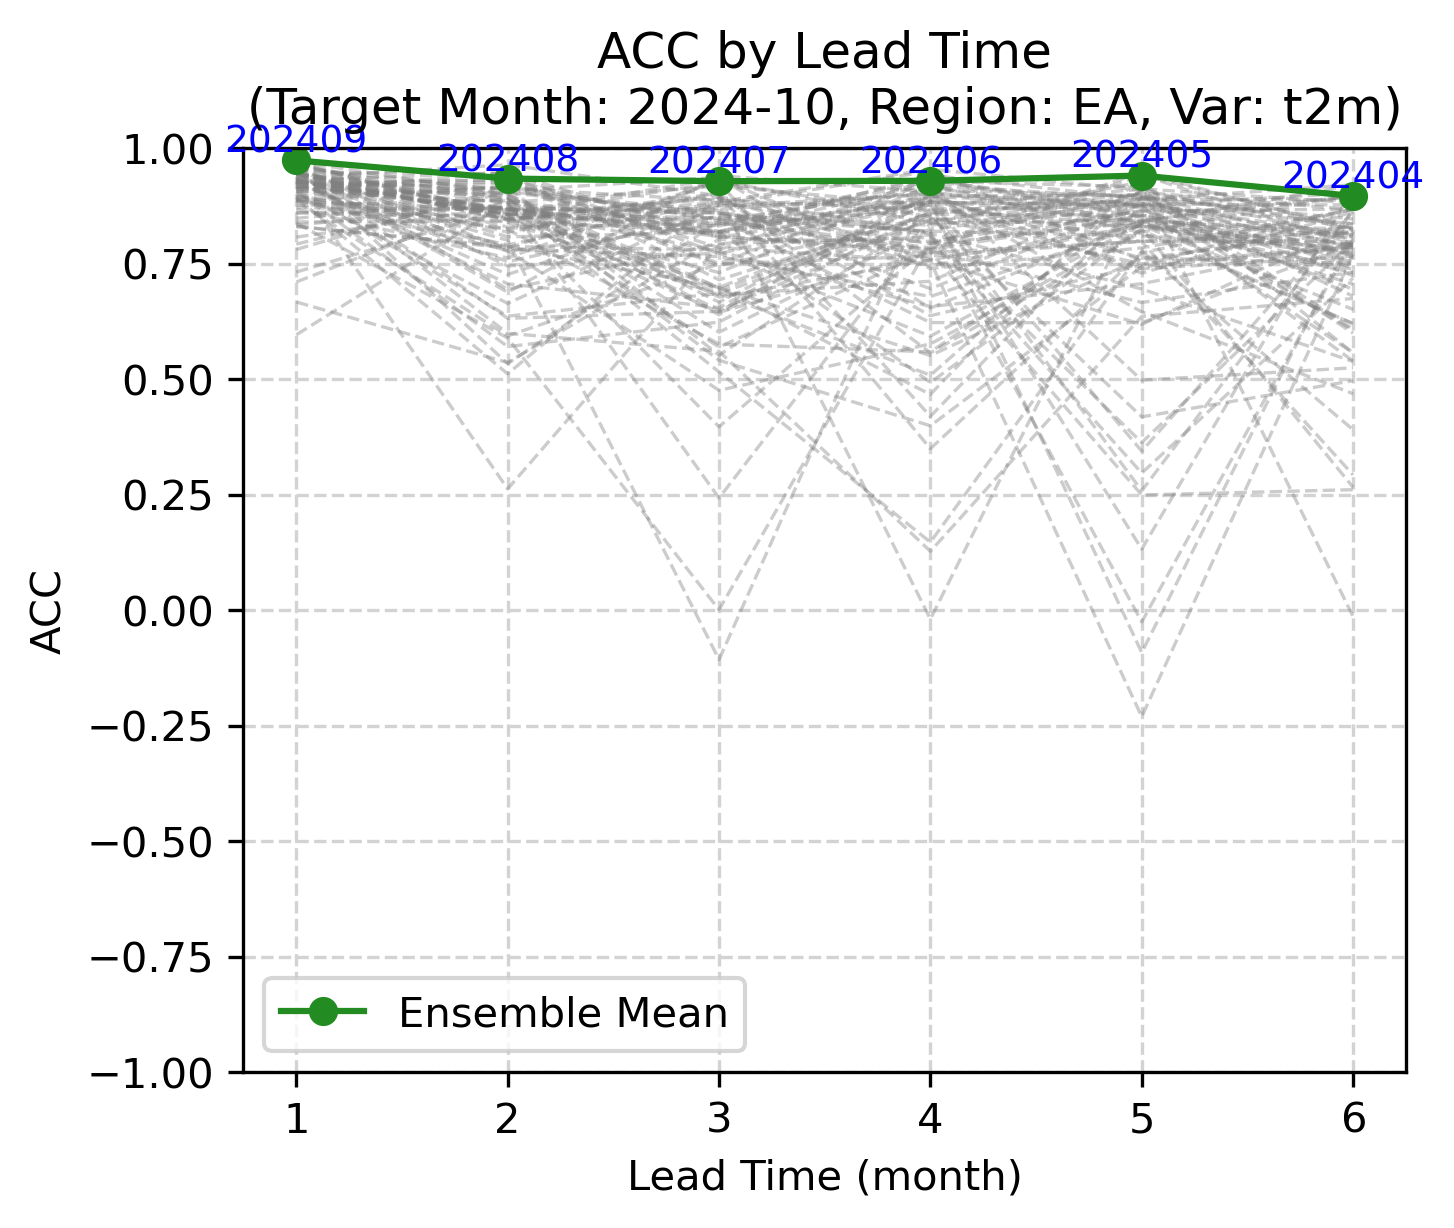 ACC by Lead Time
(Target Month: 2024-10, Region: EA, Var: t2m)
202409
202408
202407
202406
202405
202404
1.00
0.75
0.50
0.25
0.00
−0.25
−0.50
−0.75
−1.00
ACC
Ensemble Mean
1 2 3 4 5 6
Lead Time (month)